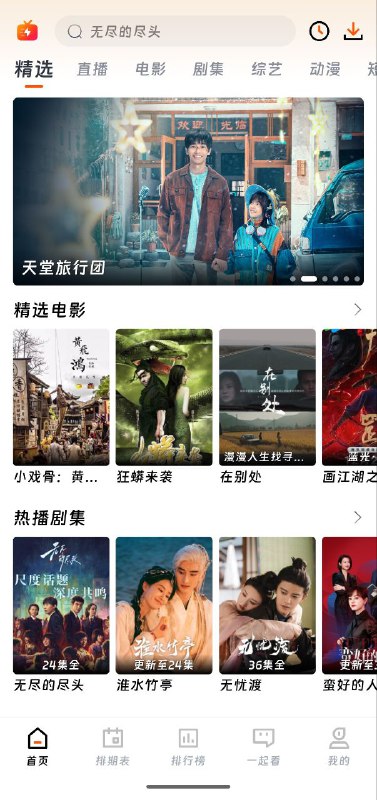 无尽的尽头
精选 直播 电影 剧集 综艺 动漫
欢迎 光临
天堂旅行团
精选电影
黄飞鸿
在别处
漫漫人生找寻...
小戏骨：黄... 狂蟒来袭 在别处 画江湖之
热播剧集
无尽的尽头
尺度话题
深度共鸣
淮水竹亭
无忧渡
24集全 更新至24集 36集全
无尽的尽头 淮水竹亭 无忧渡 蛮好的人
首页 排期表 排行榜 一起看 我的